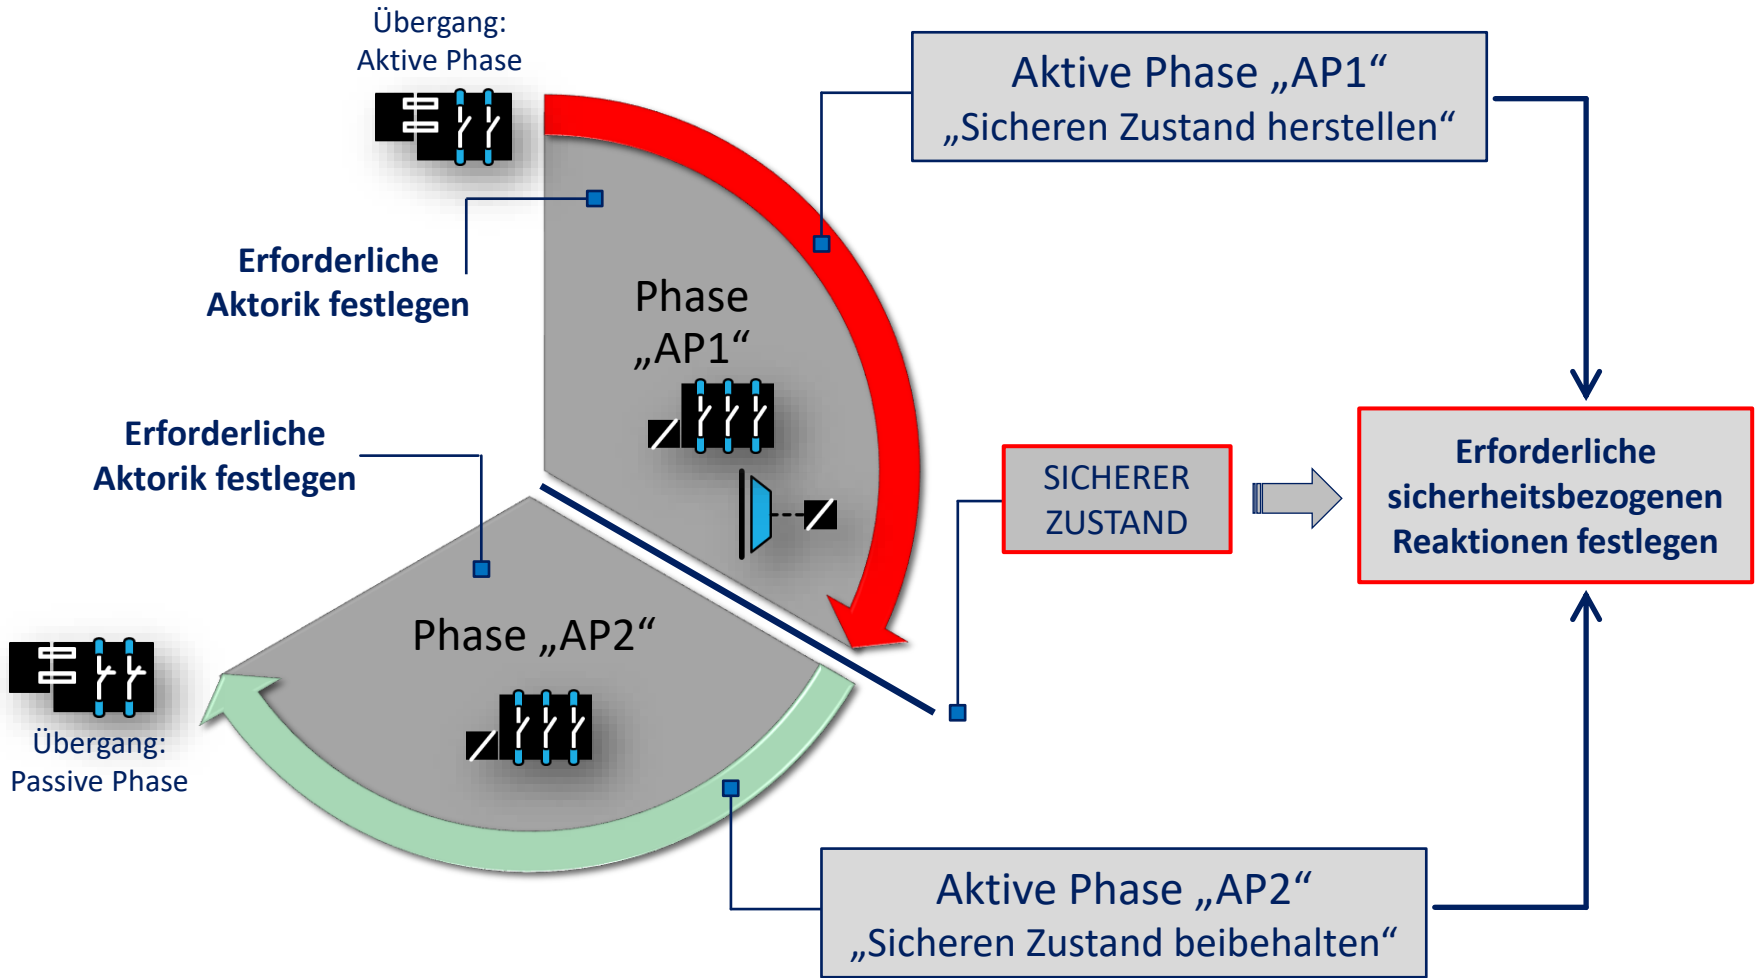 Übergang:
Aktive Phase
Aktive Phase „AP1“
„Sicheren Zustand herstellen“
Erforderliche
Aktorik festlegen
Phase
„AP1“
Erforderliche
Aktorik festlegen
SICHERER
ZUSTAND
Erforderliche
sicherheitsbezogenen
Reaktionen festlegen
Phase „AP2“
Übergang:
Passive Phase
Aktive Phase „AP2“
„Sicheren Zustand beibehalten“